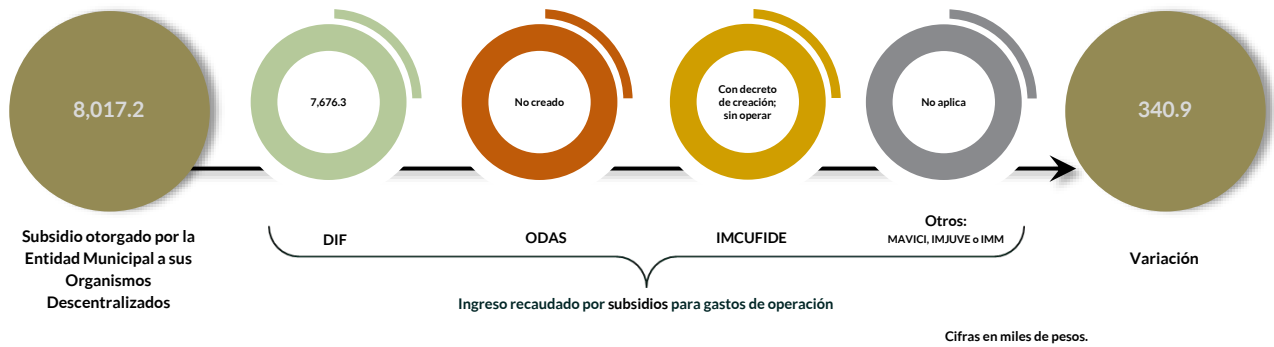 8,017.2
7,676.3
No creado
Con decreto
de creación;
sin operar
No aplica
340.9
Subsidio otorgado por la
Entidad Municipal a sus
Organismos
Descentralizados
DIF
ODAS
IMCUFIDE
Otros:
MAVICI, IMJUVE o IMM
Variación
Ingreso recaudado por subsidios para gastos de operación
Cifras en miles de pesos.